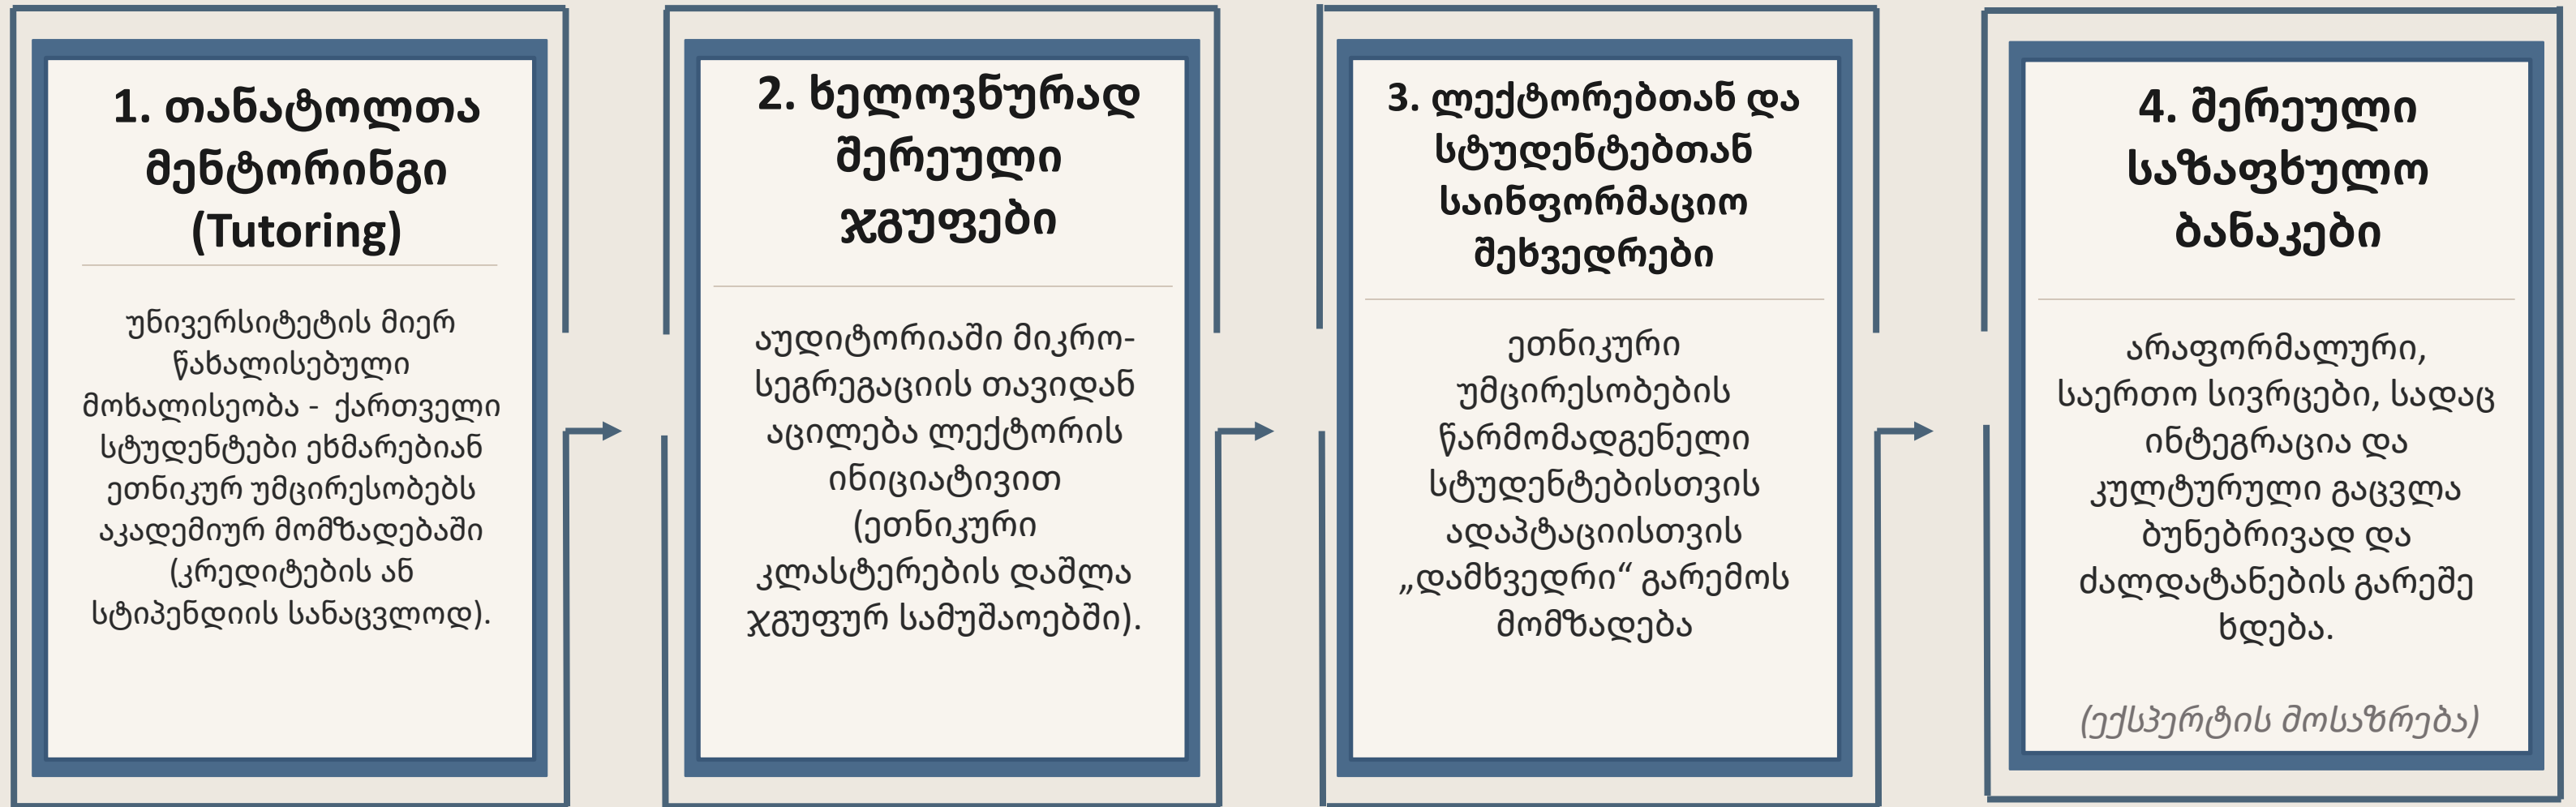 1. თანატოლთა
მენტორინგი
(Tutoring)
უნივერსიტეტის მიერ
წახალისებული
მოხალისეობა - ქართველი
სტუდენტები ეხმარებიან
ეთნიკურ უმცირესობებს
აკადემიურ მომზადებაში
(კრედიტების ან
სტიპენდიის სანაცვლოდ).
2. ხელოვნურად
შერეული
ჯგუფები
აუდიტორიაში მიკრო-
სეგრეგაციის თავიდან
აცილება ლექტორის
ინიციატივით
(ეთნიკური
კლასტერების დაშლა
ჯგუფურ სამუშაოებში).
3. ლექტორებთან და
სტუდენტებთან
საინფორმაციო
შეხვედრები
ეთნიკური
უმცირესობების
წარმომადგენელი
სტუდენტებისთვის
ადაპტაციისთვის
„დამხვედრი“ გარემოს
მომზადება
4. შერეული
საზაფხულო
ბანაკები
არაფორმალური,
საერთო სივრცები, სადაც
ინტეგრაცია და
კულტურული გაცვლა
ბუნებრივად და
ძალდატანების გარეშე
ხდება.
(ექსპერტის მოსაზრება)